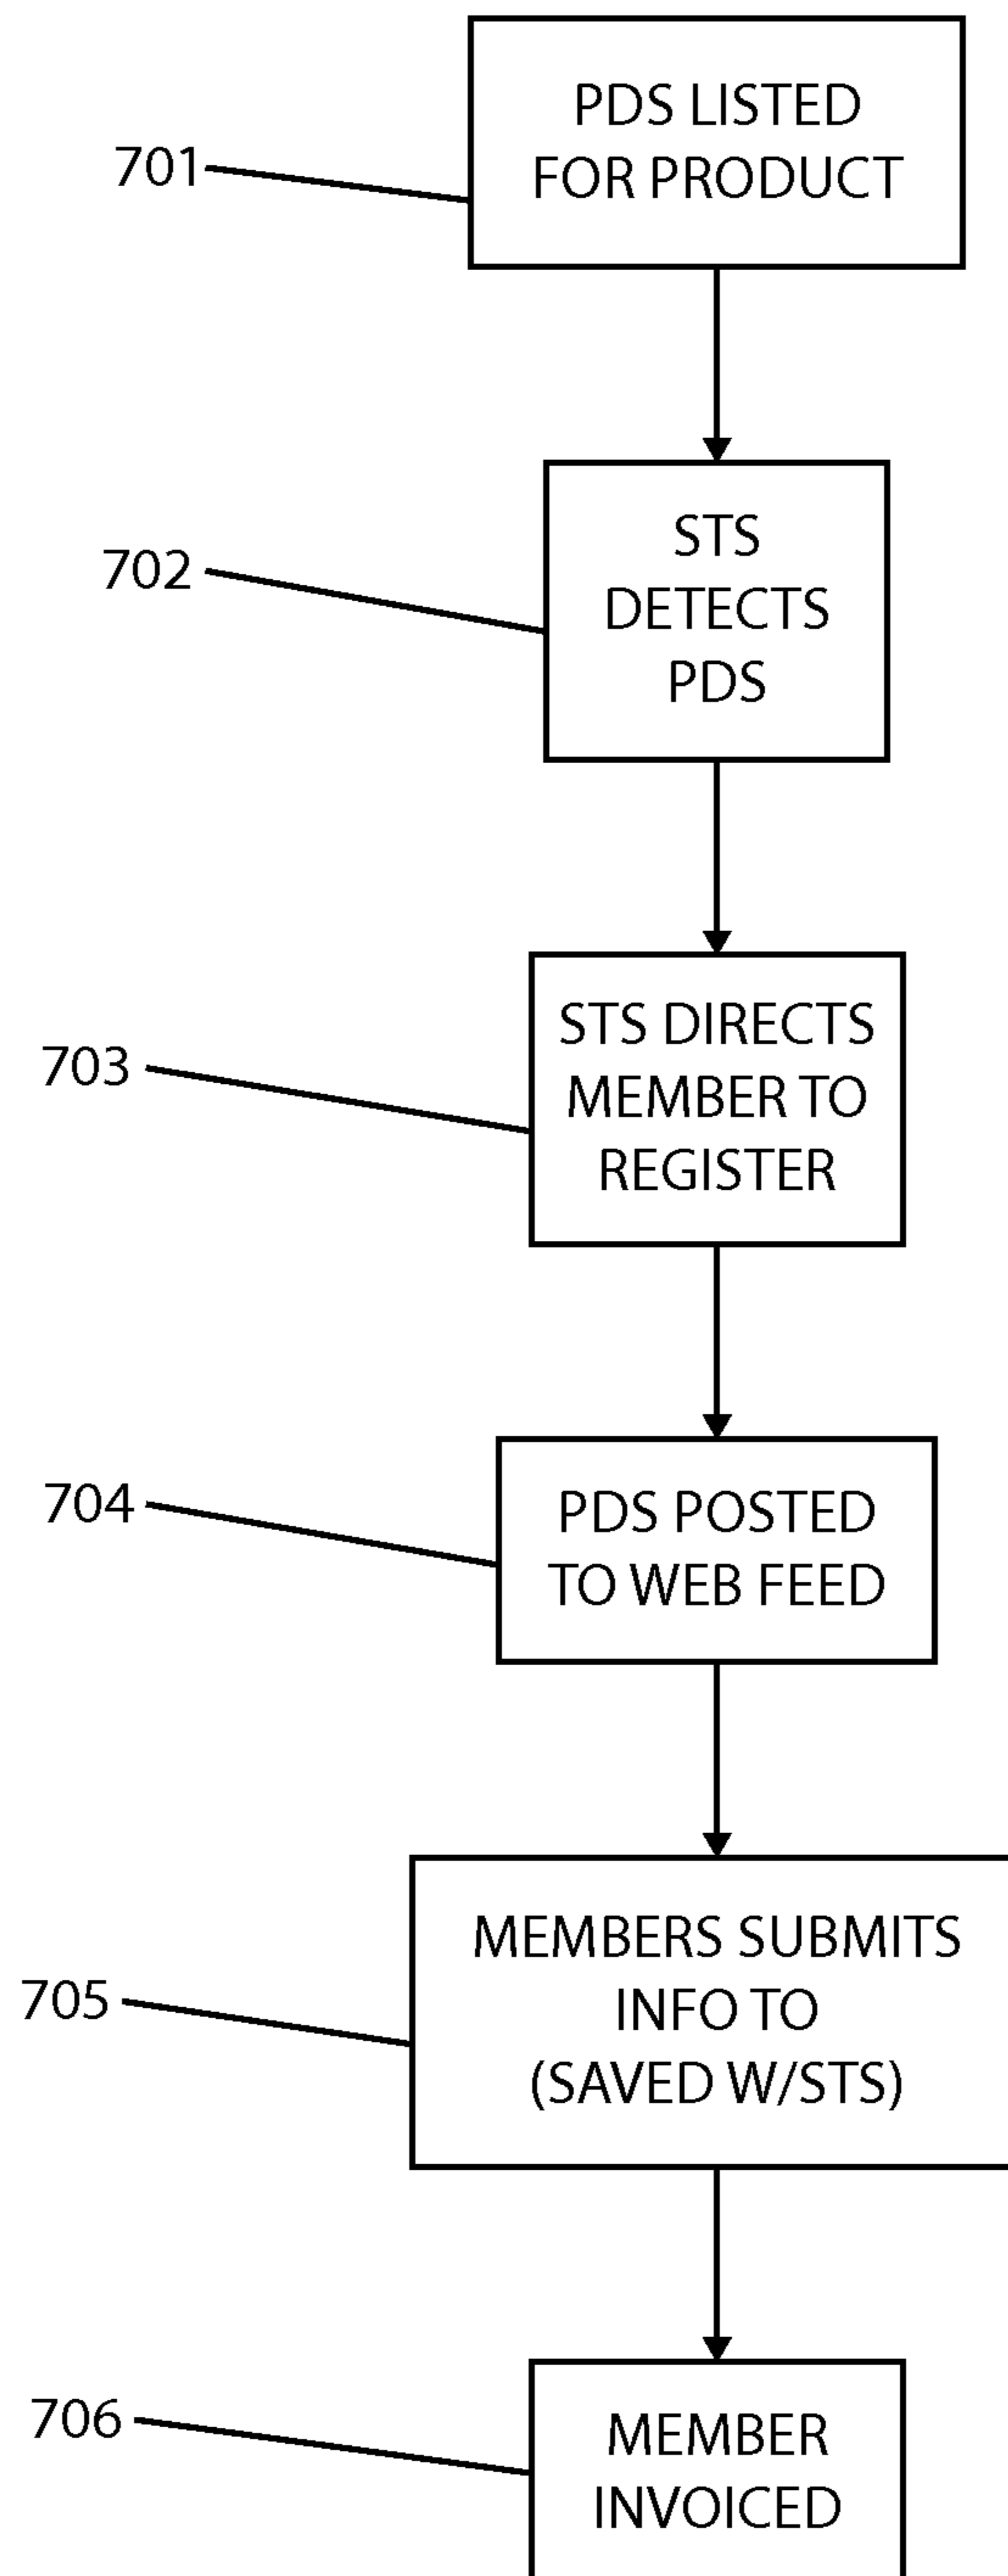 701
PDS LISTED
FOR PRODUCT
702
STS
DETECTS
PDS
703
STS DIRECTS
MEMBER TO
REGISTER
704
PDS POSTED
TO WEB FEED
705
MEMBERS SUBMITS
INFO TO
(SAVED W/STS)
706
MEMBER
INVOICED